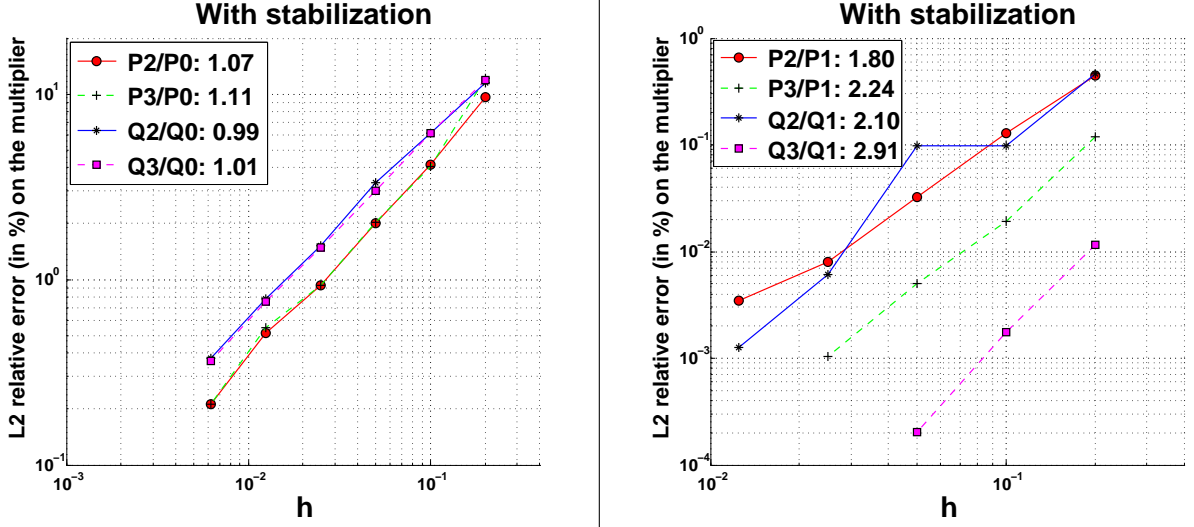 With stabilization
L2 relative error (in %) on the multiplier
10^1
10^0
10^−1
P2/P0: 1.07
P3/P0: 1.11
Q2/Q0: 0.99
Q3/Q0: 1.01
10^−3
10^−2
10^−1
h
With stabilization
L2 relative error (in %) on the multiplier
10^0
10^−1
10^−2
10^−3
10^−4
P2/P1: 1.80
P3/P1: 2.24
Q2/Q1: 2.10
Q3/Q1: 2.91
10^−2
10^−1
h